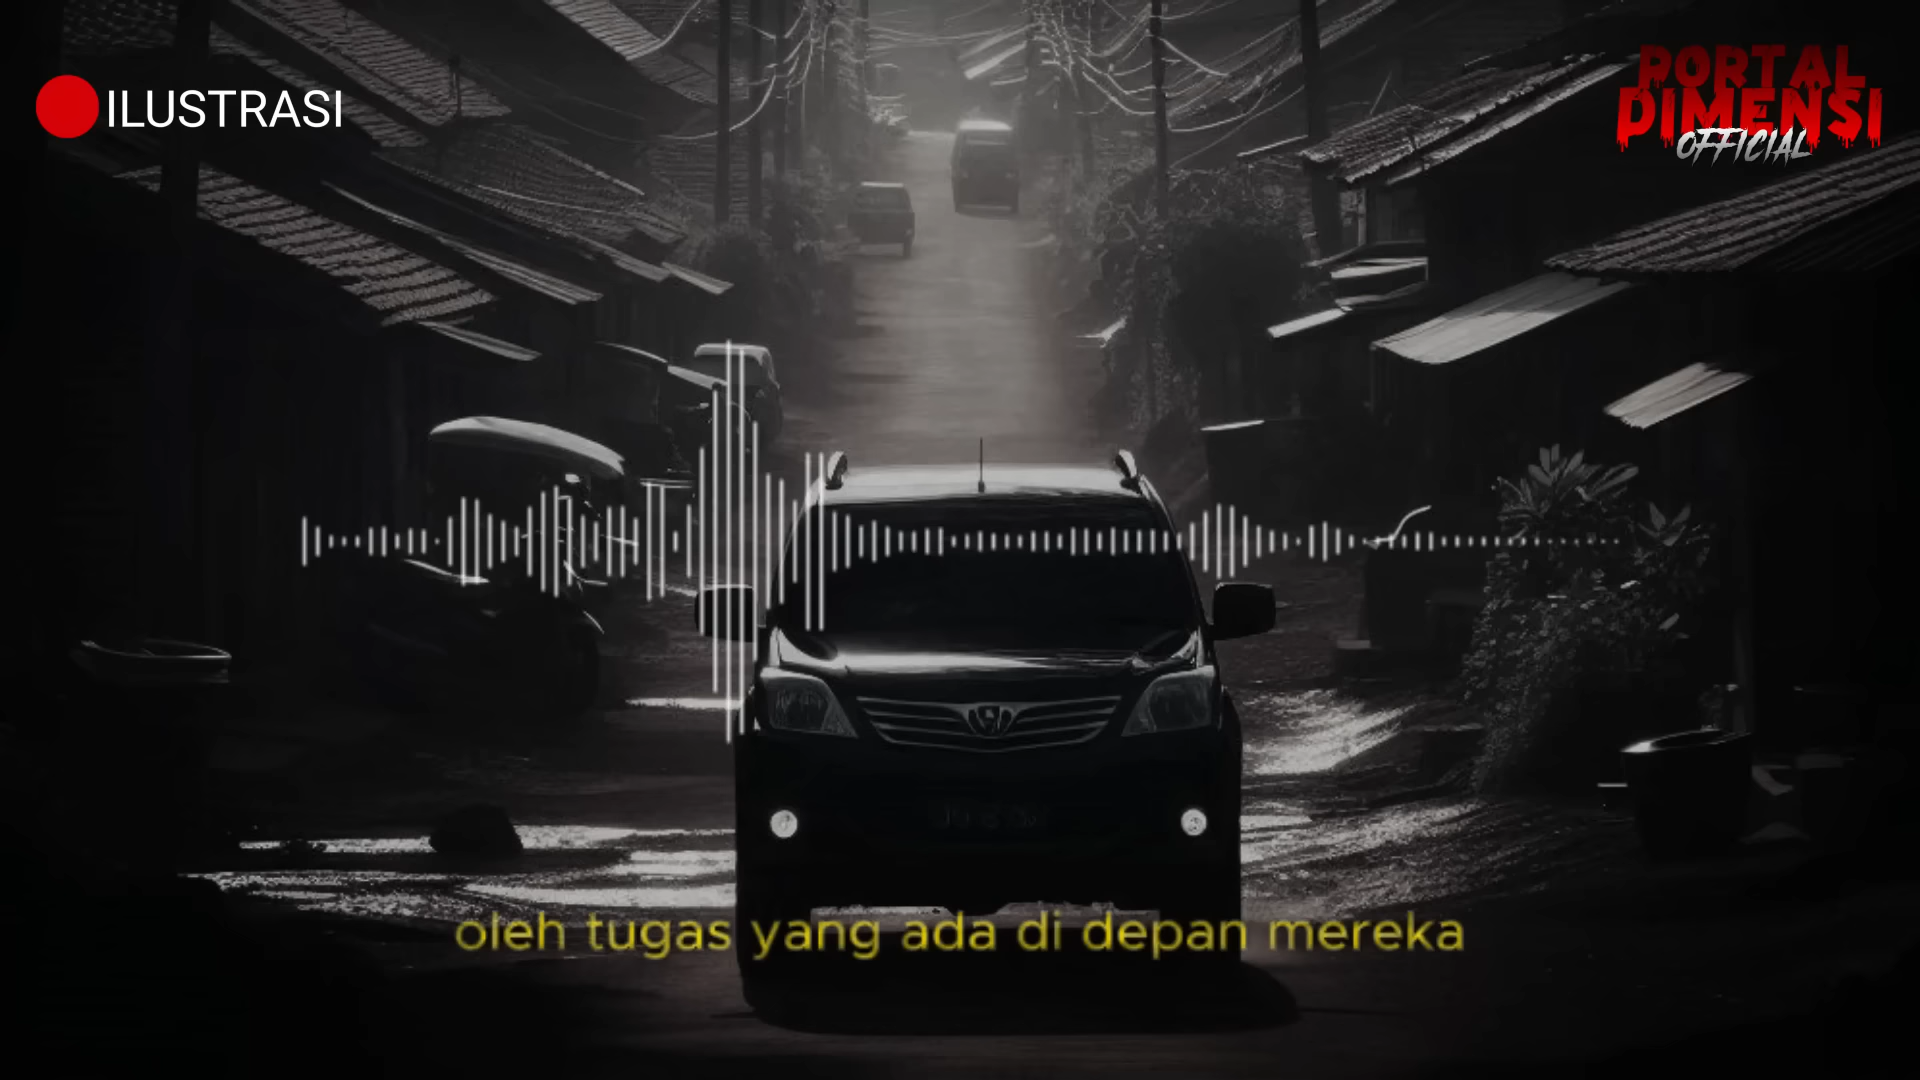 ILUSTRASI
PORTAL
DIMENSI
OFFICIAL
oleh tugas yang ada di depan mereka